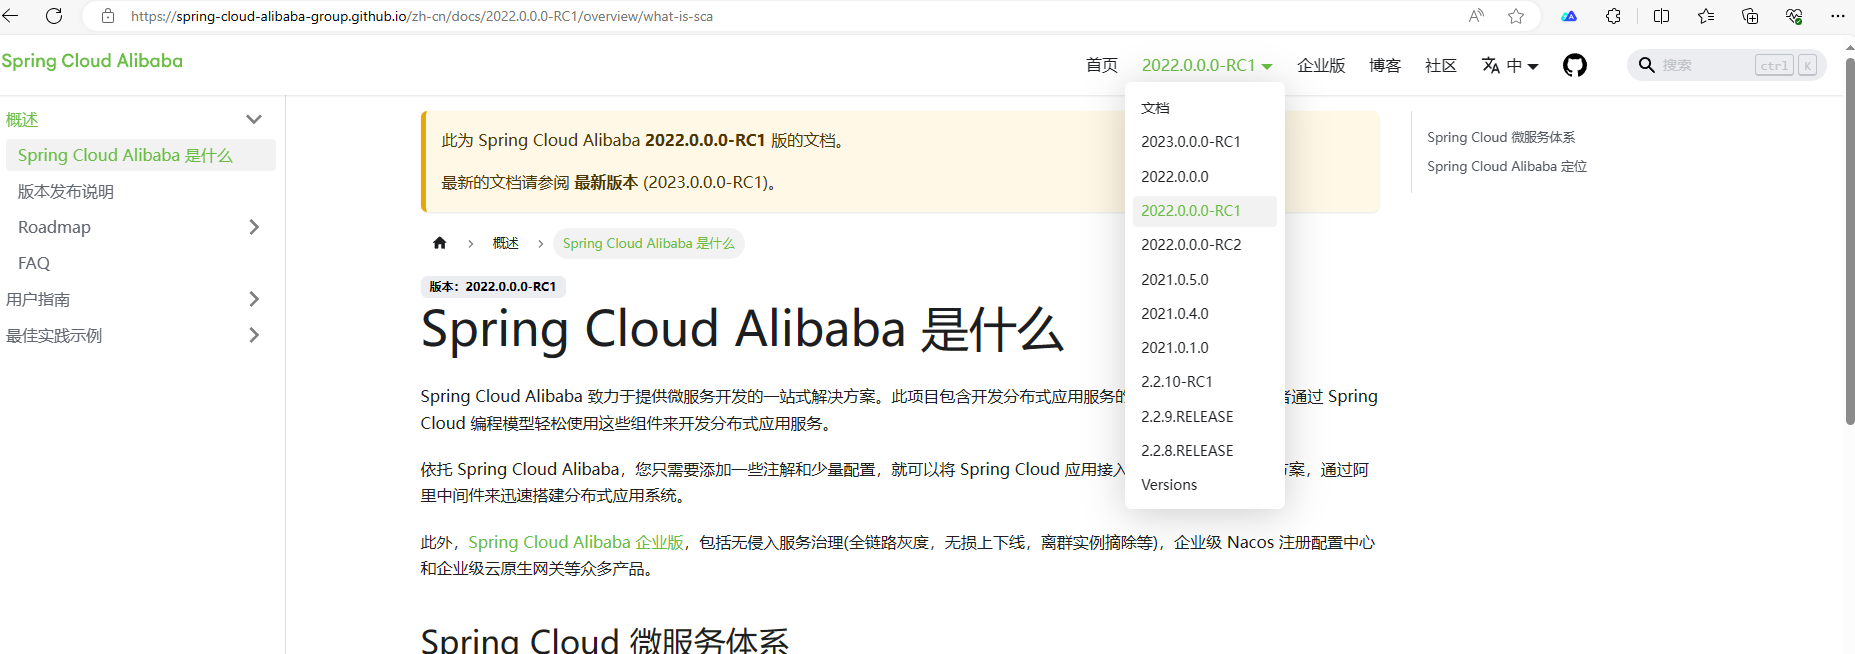 https://spring-cloud-alibaba-group.github.io/zh-cn/docs/2022.0.0.0-RC1/overview/what-is-sca
Spring Cloud Alibaba
首页
2022.0.0.0-RC1
企业版
博客
社区
中
搜索
ctrl
K
概述
Spring Cloud Alibaba 是什么
版本发布说明
Roadmap
FAQ
用户指南
最佳实践示例
文档
2023.0.0.0-RC1
2022.0.0.0
2022.0.0.0-RC1
2022.0.0.0-RC2
2021.0.5.0
2021.0.4.0
2021.0.1.0
2.2.10-RC1
2.2.9.RELEASE
2.2.8.RELEASE
Versions
此为 Spring Cloud Alibaba 2022.0.0.0-RC1 版的文档。
最新的文档请参阅 最新版本 (2023.0.0.0-RC1)。
概述
Spring Cloud Alibaba 是什么
版本：2022.0.0.0-RC1
Spring Cloud Alibaba 是什么
Spring Cloud Alibaba 致力于提供微服务开发的一站式解决方案。此项目包含开发分布式应用服务的 者通过 Spring
Cloud 编程模型轻松使用这些组件来开发分布式应用服务。
依托 Spring Cloud Alibaba，您只需要添加一些注解和少量配置，就可以将 Spring Cloud 应用接入 方案，通过阿
里中间件来迅速搭建分布式应用系统。
此外，Spring Cloud Alibaba 企业版，包括无侵入服务治理(全链路灰度，无损上下线，离群实例摘除等)，企业级 Nacos 注册配置中心
和企业级云原生网关等众多产品。
Spring Cloud 微服务体系
Spring Cloud 微服务体系
Spring Cloud Alibaba 定位